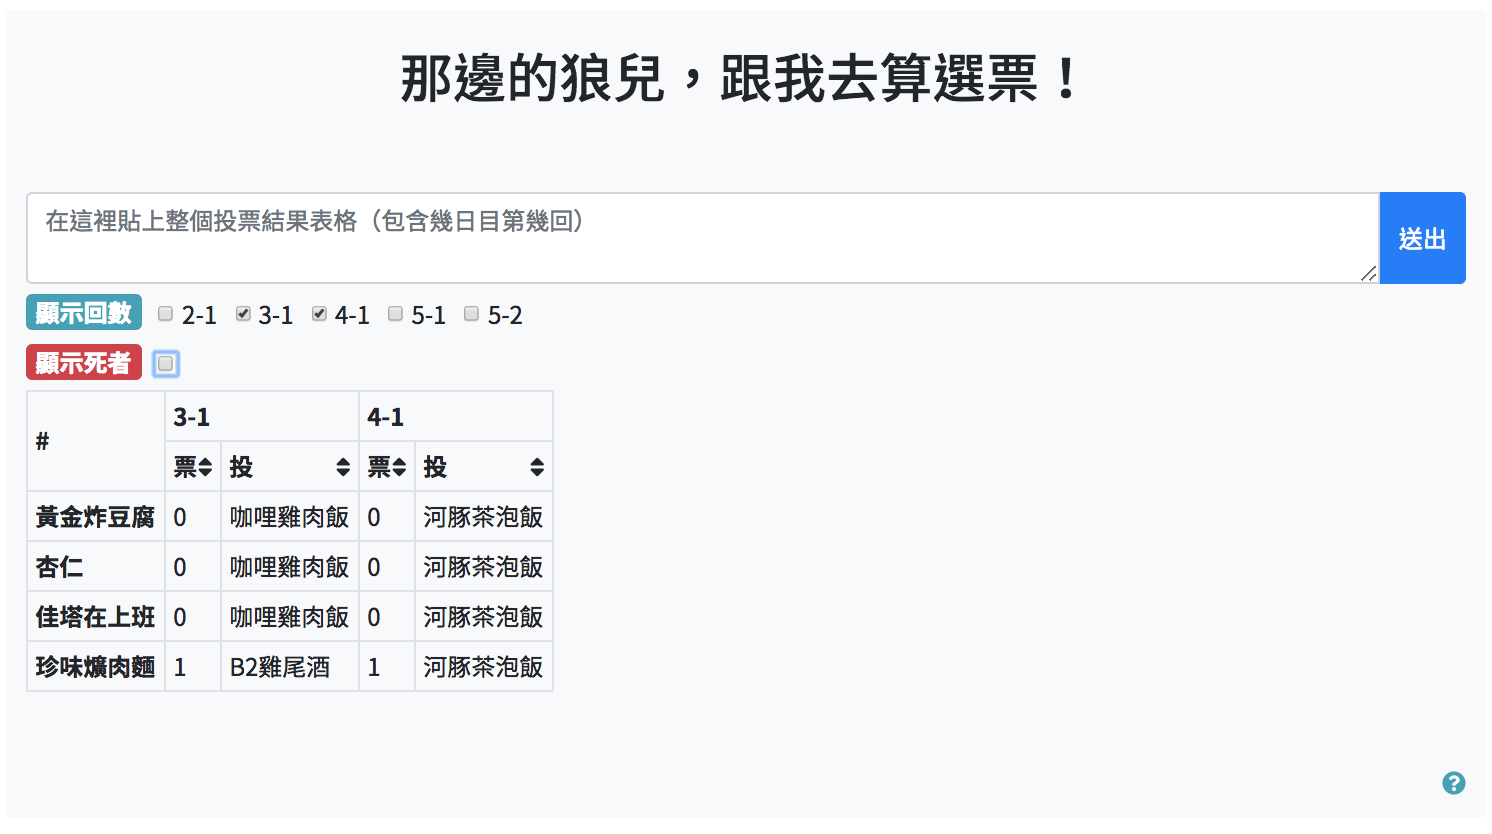 那邊的狼兒，跟我去算選票！
在這裡貼上整個投票結果表格（包含幾日目第幾回）
送出
顯示回數 2-1 3-1 4-1 5-1 5-2
顯示死者
# 3-1 4-1
票 投 票 投
黃金炸豆腐 0 咖哩雞肉飯 0 河豚茶泡飯
杏仁 0 咖哩雞肉飯 0 河豚茶泡飯
佳塔在上班 0 咖哩雞肉飯 0 河豚茶泡飯
珍味爌肉麵 1 B2雞尾酒 1 河豚茶泡飯
?